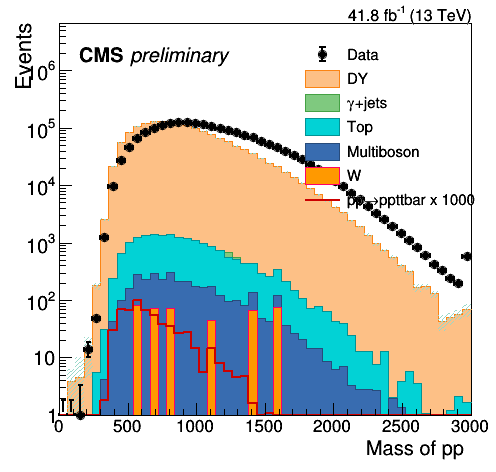 41.8 fb⁻¹ (13 TeV)
Events
CMS preliminary
Data
DY
γ+jets
Top
Multiboson
W
pp→ppttbar x 1000
10⁶
10⁵
10⁴
10³
10²
10
1
0 500 1000 1500 2000 2500 3000
Mass of pp